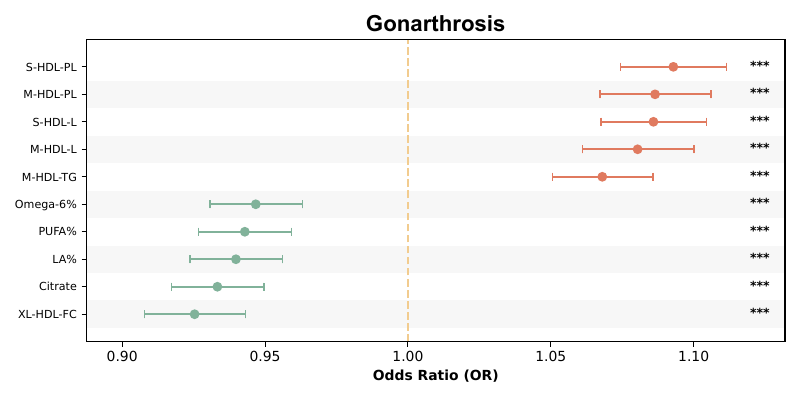 Gonarthrosis
S-HDL-PL ***
M-HDL-PL ***
S-HDL-L ***
M-HDL-L ***
M-HDL-TG ***
Omega-6% ***
PUFA% ***
LA% ***
Citrate ***
XL-HDL-FC ***
0.90 0.95 1.00 1.05 1.10
Odds Ratio (OR)